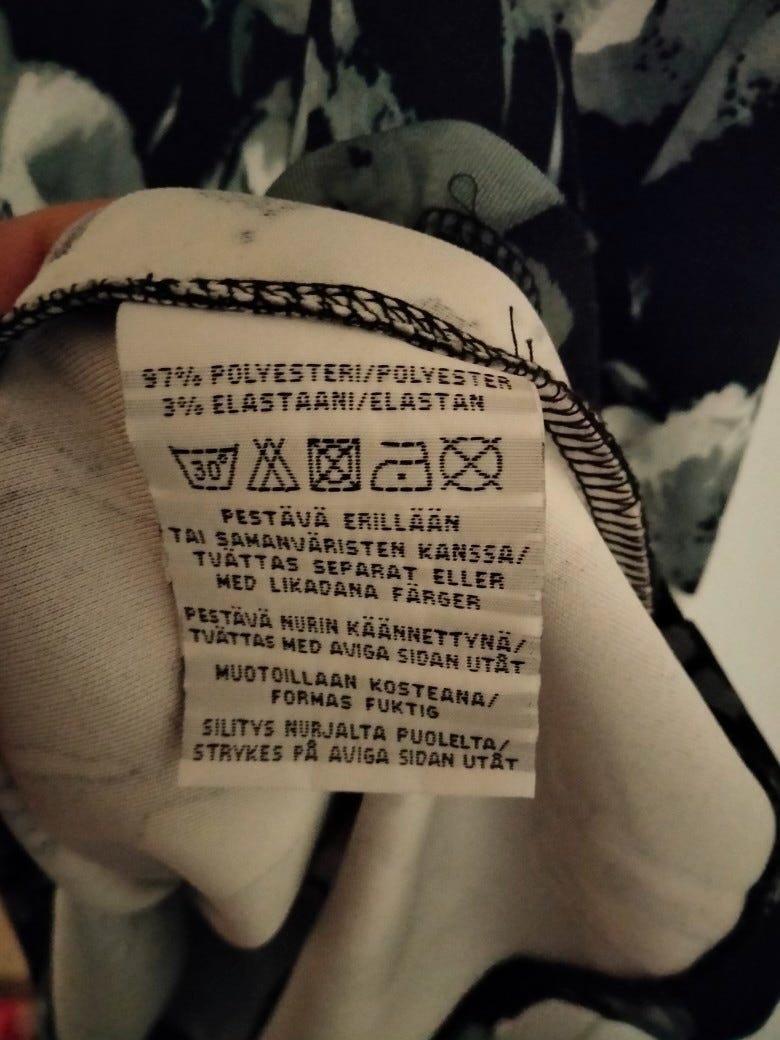 97% POLYESTERI/POLYESTER
3% ELASTAANI/ELASTAN
30°
PESTÄVÄ ERILLÄÄN
TAI SAMANVÄRISTEN KANSSA/
TVÄTTAS SEPARAT ELLER
MED LIKADANA FÄRGER
PESTÄVÄ NURIN KÄÄNNETTYNÄ/
TVÄTTAS MED AVIGA SIDAN UTÅT
MUOTOILLAAN KOSTEANA/
FORMAS FUKTIG
SILITYS NURJALTA PUOLELTA/
STRYKES PÅ AVIGA SIDAN UTÅT